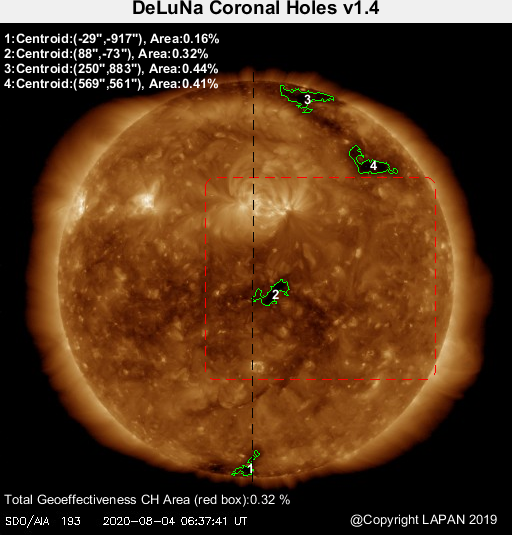 DeLuNa Coronal Holes v1.4
1:Centroid:(-29",-917"), Area:0.16%
2:Centroid:(88",-73"), Area:0.32%
3:Centroid:(250",883"), Area:0.44%
4:Centroid:(569",561"), Area:0.41%
3
4
2
1
Total Geoeffectiveness CH Area (red box):0.32 %
SDO/AIA 193 2020-08-04 06:37:41 UT
@Copyright LAPAN 2019